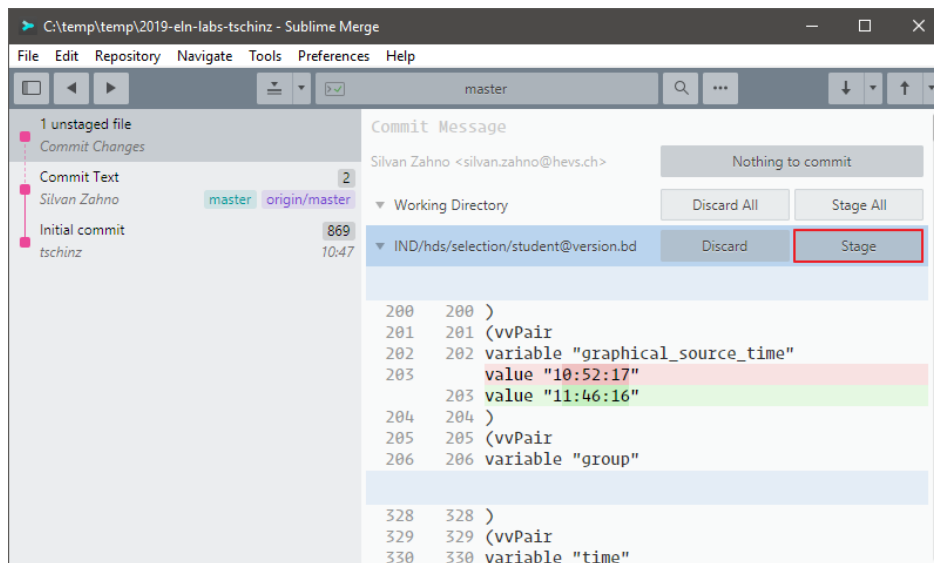 C:\temp\temp\2019-eln-labs-tschinz - Sublime Merge
File Edit Repository Navigate Tools Preferences Help
master
1 unstaged file
Commit Changes
Commit Text 2
Silvan Zahno master origin/master
Initial commit 869
tschinz 10:47
Commit Message
Silvan Zahno <silvan.zahno@hevs.ch> Nothing to commit
Working Directory Discard All Stage All
IND/hds/selection/student@version.bd Discard Stage
200 200 )
201 201 (vvPair
202 202 variable "graphical_source_time"
203 value "10:52:17"
203 value "11:46:16"
204 204 )
205 205 (vvPair
206 206 variable "group"
328 328 )
329 329 (vvPair
330 330 variable "time"